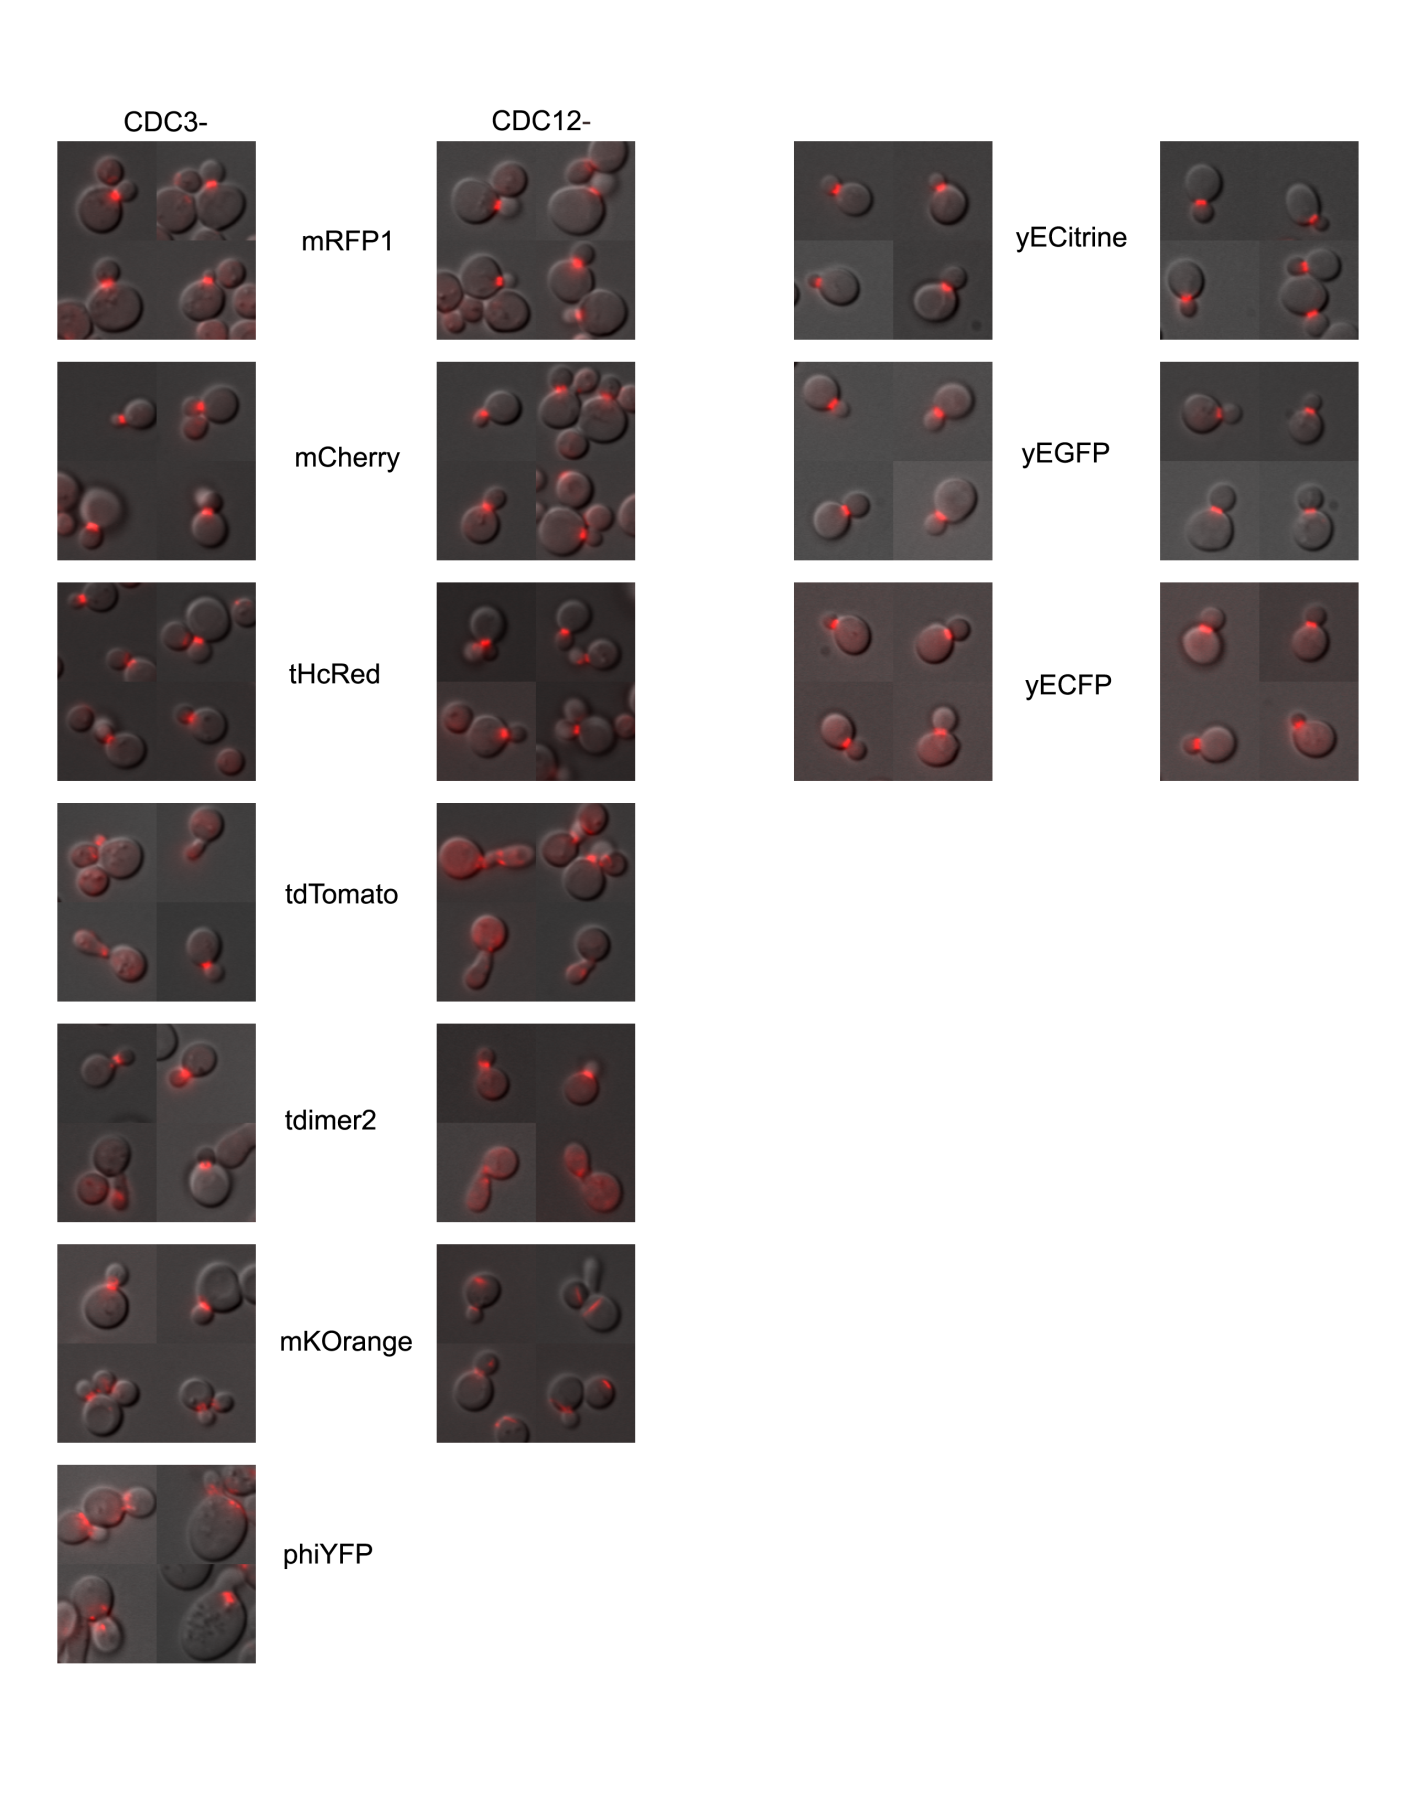 CDC3-
CDC12-
mRFP1
yECitrine
mCherry
yEGFP
tHcRed
yECFP
tdTomato
tdimer2
mKOrange
phiYFP